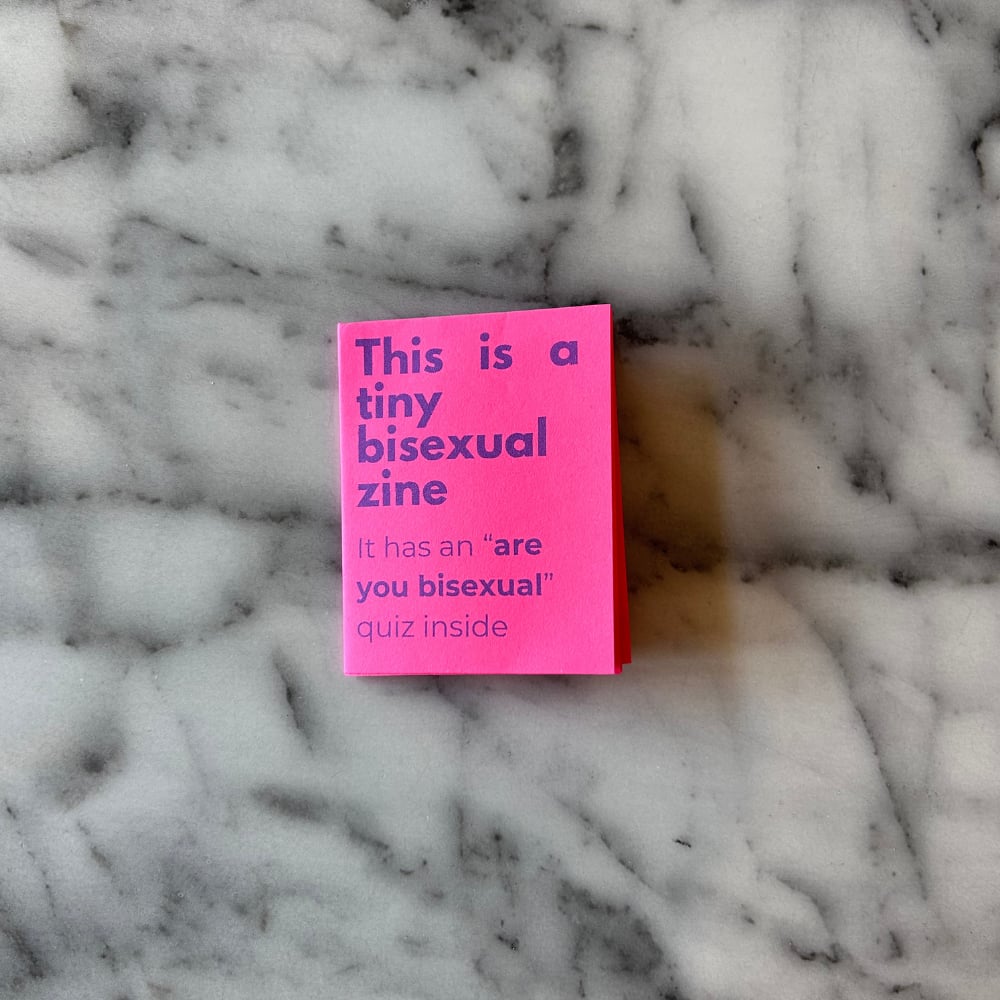 This is a
tiny
bisexual
zine
It has an “are
you bisexual”
quiz inside